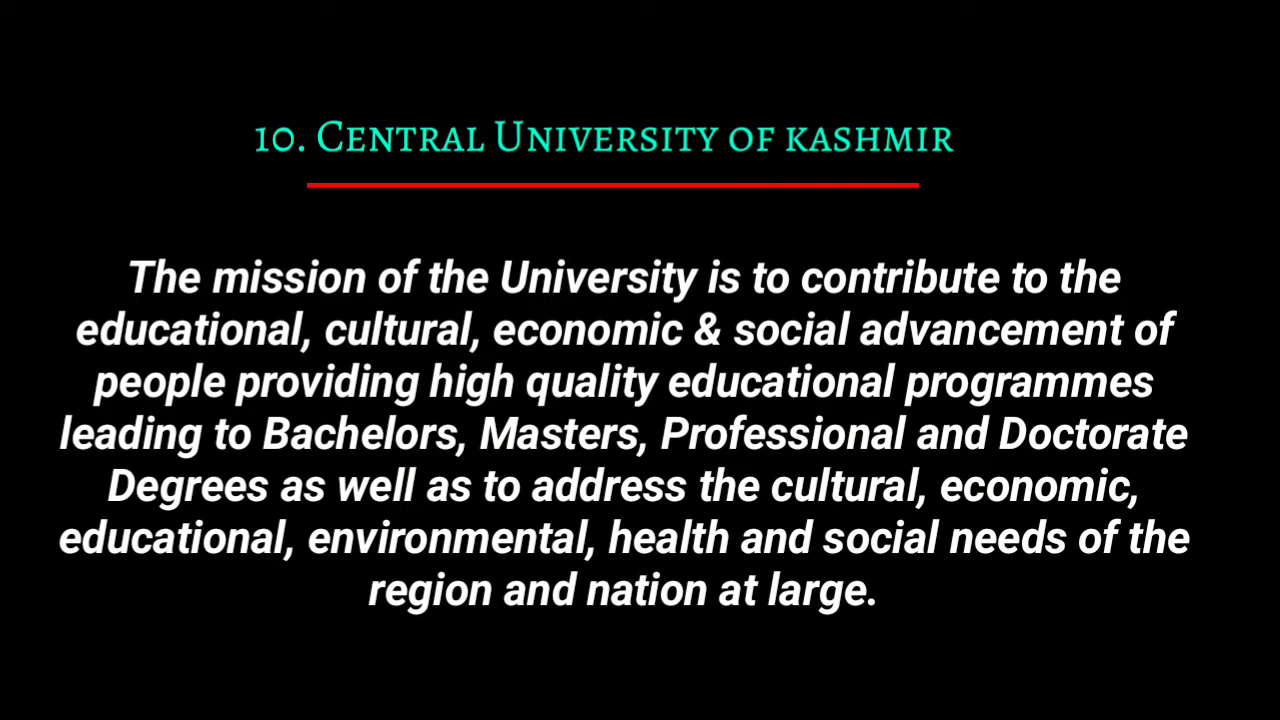 10. Central University of kashmir
The mission of the University is to contribute to the
educational, cultural, economic & social advancement of
people providing high quality educational programmes
leading to Bachelors, Masters, Professional and Doctorate
Degrees as well as to address the cultural, economic,
educational, environmental, health and social needs of the
region and nation at large.